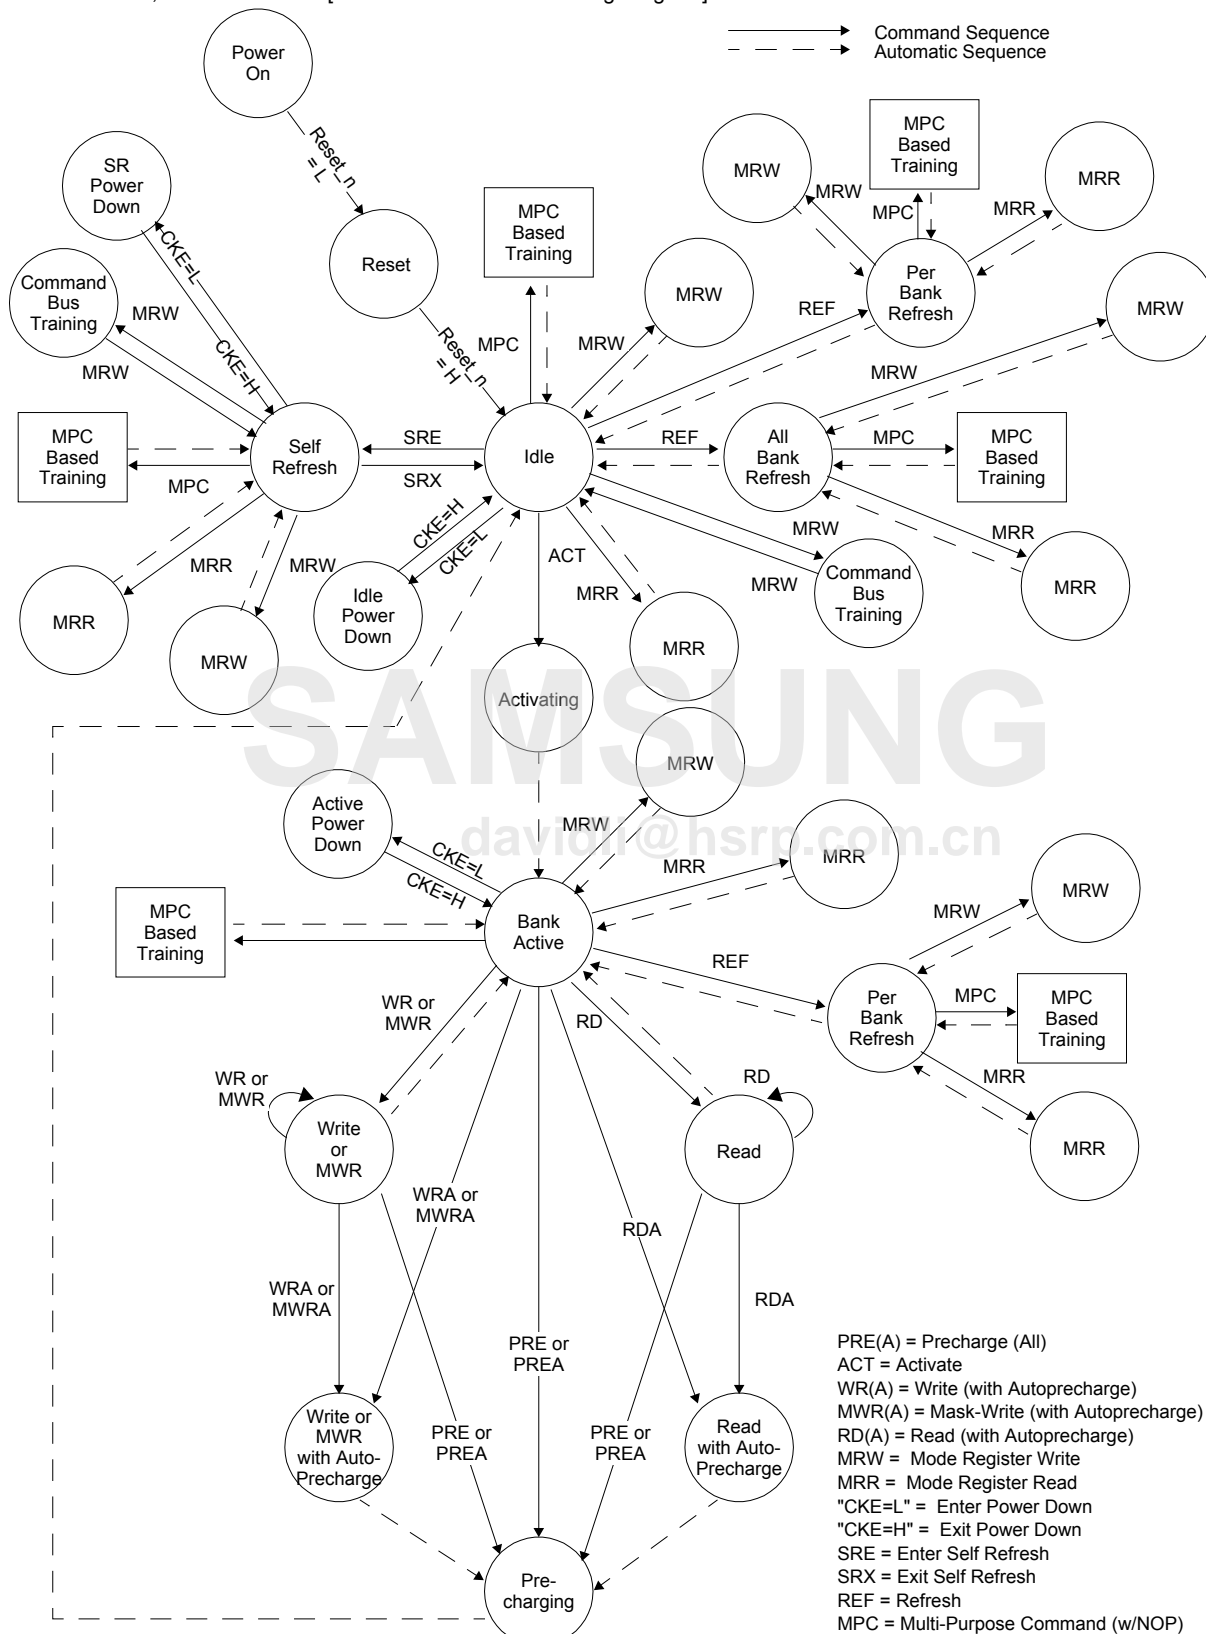 Command Sequence
Automatic Sequence
Power
On
Reset_n
= L
SR
Power
Down
CKE=L
CKE=H
Command
Bus
Training
MRW
MRW
Reset
Reset_n
= H
MPC
Based
Training
MPC
MRW
MRW
MRW
MRW
MPC
Based
Training
MPC
MRR
MRR
Per
Bank
Refresh
REF
MRW
MRW
MPC
Based
Training
MPC
Self
Refresh
SRE
SRX
Idle
REF
All
Bank
Refresh
MPC
MPC
Based
Training
MRR
MRR
MRR
MRR
MRW
MRW
CKE=H
CKE=L
Idle
Power
Down
ACT
MRR
MRR
MRW
MRW
Command
Bus
Training
SAMSUNG
Activating
MRW
MRW
Active
Power
Down
CKE=L
CKE=H
davidli@hsrp.com.cn
MRR
MRR
MPC
Based
Training
Bank
Active
REF
MRW
MRW
Per
Bank
Refresh
MPC
MPC
Based
Training
MRR
MRR
WR or
MWR
RD
WR or
MWR
Write
or
MWR
RD
Read
WRA or
MWRA
RDA
WRA or
MWRA
RDA
PRE or
PREA
PRE or
PREA
PRE or
PREA
Write or
MWR
with Auto-
Precharge
Read
with Auto-
Precharge
Pre-
charging
PRE(A) = Precharge (All)
ACT = Activate
WR(A) = Write (with Autoprecharge)
MWR(A) = Mask-Write (with Autoprecharge)
RD(A) = Read (with Autoprecharge)
MRW = Mode Register Write
MRR = Mode Register Read
"CKE=L" = Enter Power Down
"CKE=H" = Exit Power Down
SRE = Enter Self Refresh
SRX = Exit Self Refresh
REF = Refresh
MPC = Multi-Purpose Command (w/NOP)